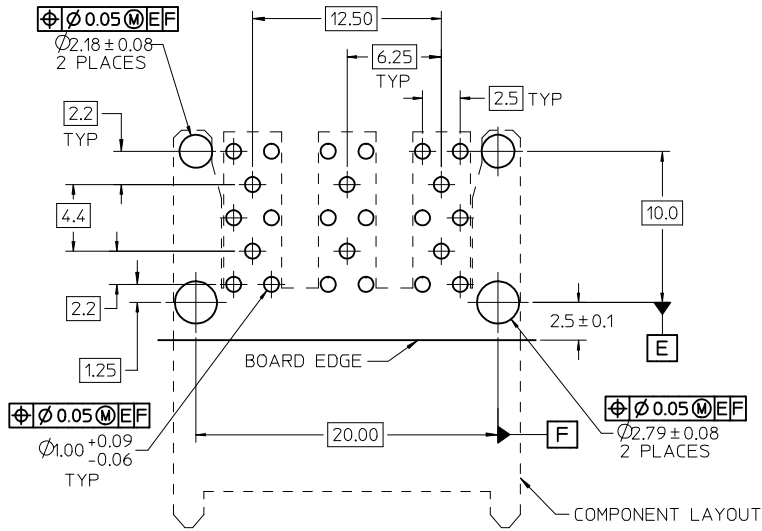 ⌖ Ø 0.05 Ⓜ E F
Ø2.18 ± 0.08
2 PLACES
12.50
6.25
TYP
2.5 TYP
2.2
TYP
4.4
10.0
2.2
2.5 ± 0.1
1.25
E
BOARD EDGE
⌖ Ø 0.05 Ⓜ E F
Ø1.00 +0.09
-0.06
TYP
20.00
F
⌖ Ø 0.05 Ⓜ E F
Ø2.79 ± 0.08
2 PLACES
COMPONENT LAYOUT